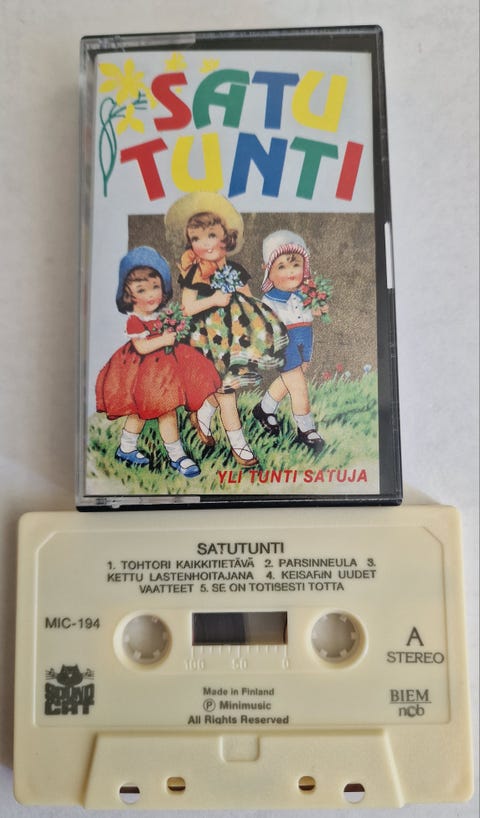 SATU
TUNTI
YLI TUNTI SATUJA
SATUTUNTI
1. TOHTORI KAIKKITIETÄVÄ 2. PARSINNEULA 3.
KETTU LASTENHOITAJANA 4. KEISARIN UUDET
VAATTEET 5. SE ON TOTISESTI TOTTA
MIC-194
A
STEREO
100 50 0
SOUND
CAT
Made in Finland
Ⓟ Minimusic
All Rights Reserved
BIEM
ncb